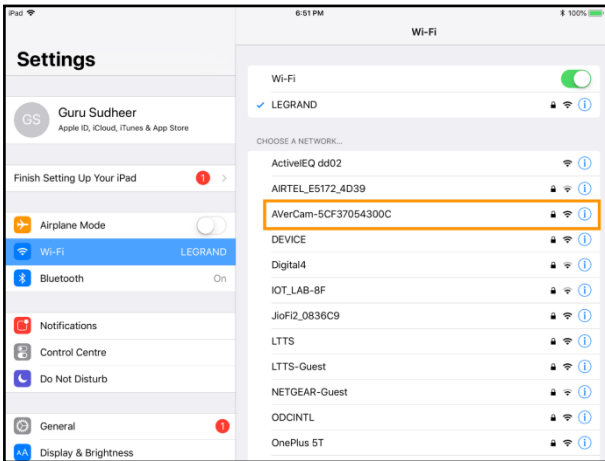 iPad 6:51 PM 100%
Settings
Wi-Fi
GS
Guru Sudheer
Apple ID, iCloud, iTunes & App Store
Finish Setting Up Your iPad 1
Airplane Mode
Wi-Fi LEGRAND
Bluetooth On
Notifications
Control Centre
Do Not Disturb
General 1
AA Display & Brightness
Wi-Fi
LEGRAND
CHOOSE A NETWORK...
ActivelEQ dd02
AIRTEL_E5172_4D39
AVerCam-5CF37054300C
DEVICE
Digital4
IOT_LAB-8F
JioFi2_0836C9
LTTS
LTTS-Guest
NETGEAR-Guest
ODCINTL
OnePlus 5T